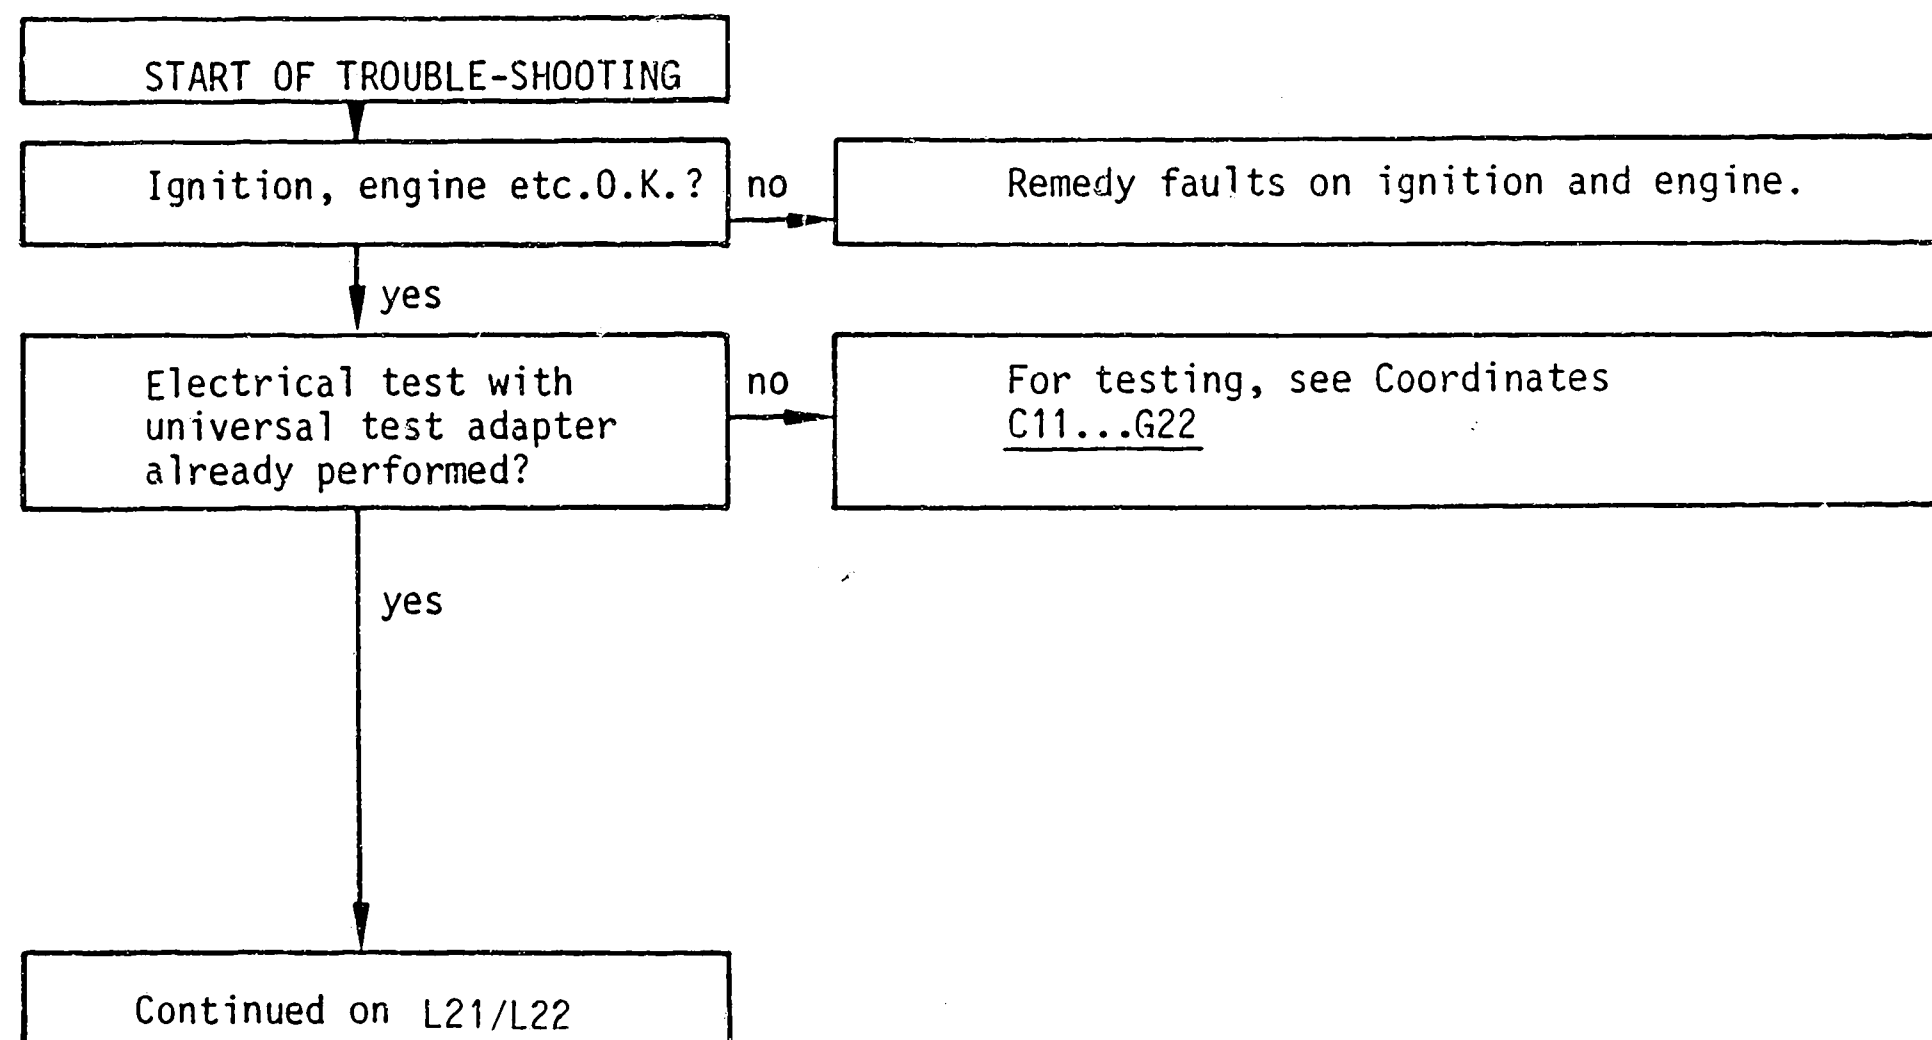 START OF TROUBLE-SHOOTING
Ignition, engine etc.O.K.?
no
Remedy faults on ignition and engine.
yes
Electrical test with
universal test adapter
already performed?
no
For testing, see Coordinates
C11...G22
yes
Continued on L21/L22